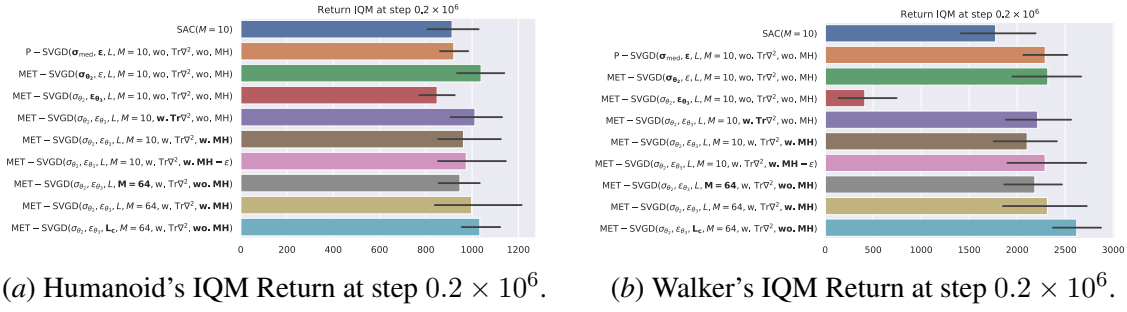 Return IQM at step 0.2 × 10⁶
SAC(M = 10)
P − SVGD(σ_med, ε, L, M = 10, wo, Tr∇², wo, MH)
MET − SVGD(σ_θ₂, ε, L, M = 10, wo, Tr∇², wo, MH)
MET − SVGD(σ_θ₂, ε_θ₃, L, M = 10, wo, Tr∇², wo, MH)
MET − SVGD(σ_θ₂, ε_θ₃, L, M = 10, w. Tr∇², wo, MH)
MET − SVGD(σ_θ₂, ε_θ₃, L, M = 10, w, Tr∇², w. MH)
MET − SVGD(σ_θ₂, ε_θ₃, L, M = 10, w, Tr∇², w. MH − ε)
MET − SVGD(σ_θ₂, ε_θ₃, L, M = 64, w, Tr∇², wo. MH)
MET − SVGD(σ_θ₂, ε_θ₃, L, M = 64, w, Tr∇², w. MH)
MET − SVGD(σ_θ₂, ε_θ₃, L_c, M = 64, w, Tr∇², wo. MH)
0 200 400 600 800 1000 1200
(a) Humanoid's IQM Return at step 0.2 × 10⁶.
Return IQM at step 0.2 × 10⁶
SAC(M = 10)
P − SVGD(σ_med, ε, L, M = 10, wo, Tr∇², wo, MH)
MET − SVGD(σ_θ₂, ε, L, M = 10, wo, Tr∇², wo, MH)
MET − SVGD(σ_θ₂, ε_θ₃, L, M = 10, wo, Tr∇², wo, MH)
MET − SVGD(σ_θ₂, ε_θ₃, L, M = 10, w. Tr∇², wo, MH)
MET − SVGD(σ_θ₂, ε_θ₃, L, M = 10, w, Tr∇², w. MH)
MET − SVGD(σ_θ₂, ε_θ₃, L, M = 10, w, Tr∇², w. MH − ε)
MET − SVGD(σ_θ₂, ε_θ₃, L, M = 64, w, Tr∇², wo. MH)
MET − SVGD(σ_θ₂, ε_θ₃, L, M = 64, w, Tr∇², w. MH)
MET − SVGD(σ_θ₂, ε_θ₃, L_c, M = 64, w, Tr∇², wo. MH)
0 500 1000 1500 2000 2500 3000
(b) Walker's IQM Return at step 0.2 × 10⁶.